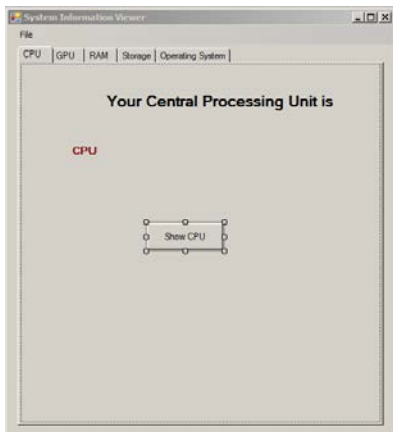 System Information Viewer
File
CPU GPU RAM Storage Operating System
Your Central Processing Unit is
CPU
Show CPU